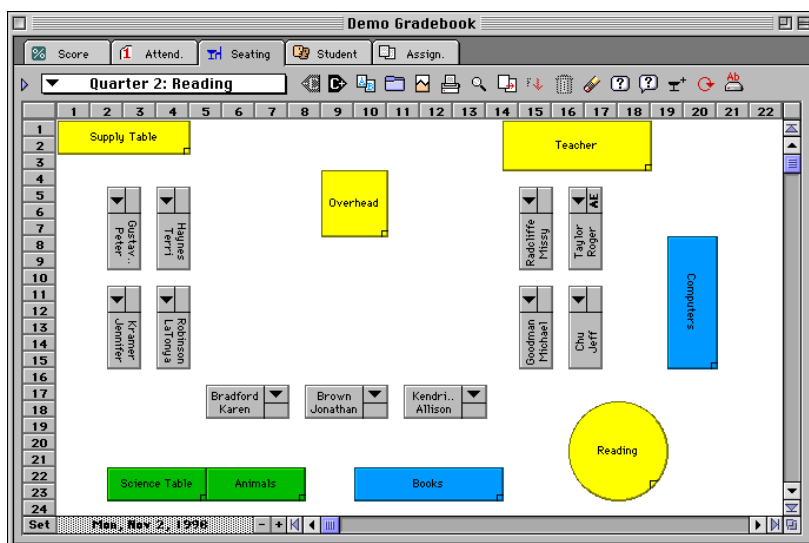 Demo Gradebook
Score
Attend.
Seating
Student
Assign.
Quarter 2: Reading
Ab
1 2 3 4 5 6 7 8 9 10 11 12 13 14 15 16 17 18 19 20 21 22
1
2
3
4
5
6
7
8
9
10
11
12
13
14
15
16
17
18
19
20
21
22
23
24
Supply Table
Teacher
Overhead
Gustav..
Peter
Haynes
Terri
Radcliffe
Missy
AE
Taylor
Roger
Computers
Kramer
Jennifer
Robinson
LaTonya
Goodman
Michael
Chu
Jeff
Bradford
Karen
Brown
Jonathan
Kendri..
Allison
Reading
Science Table
Animals
Books
Set
Mon, Nov 2, 1998
- +